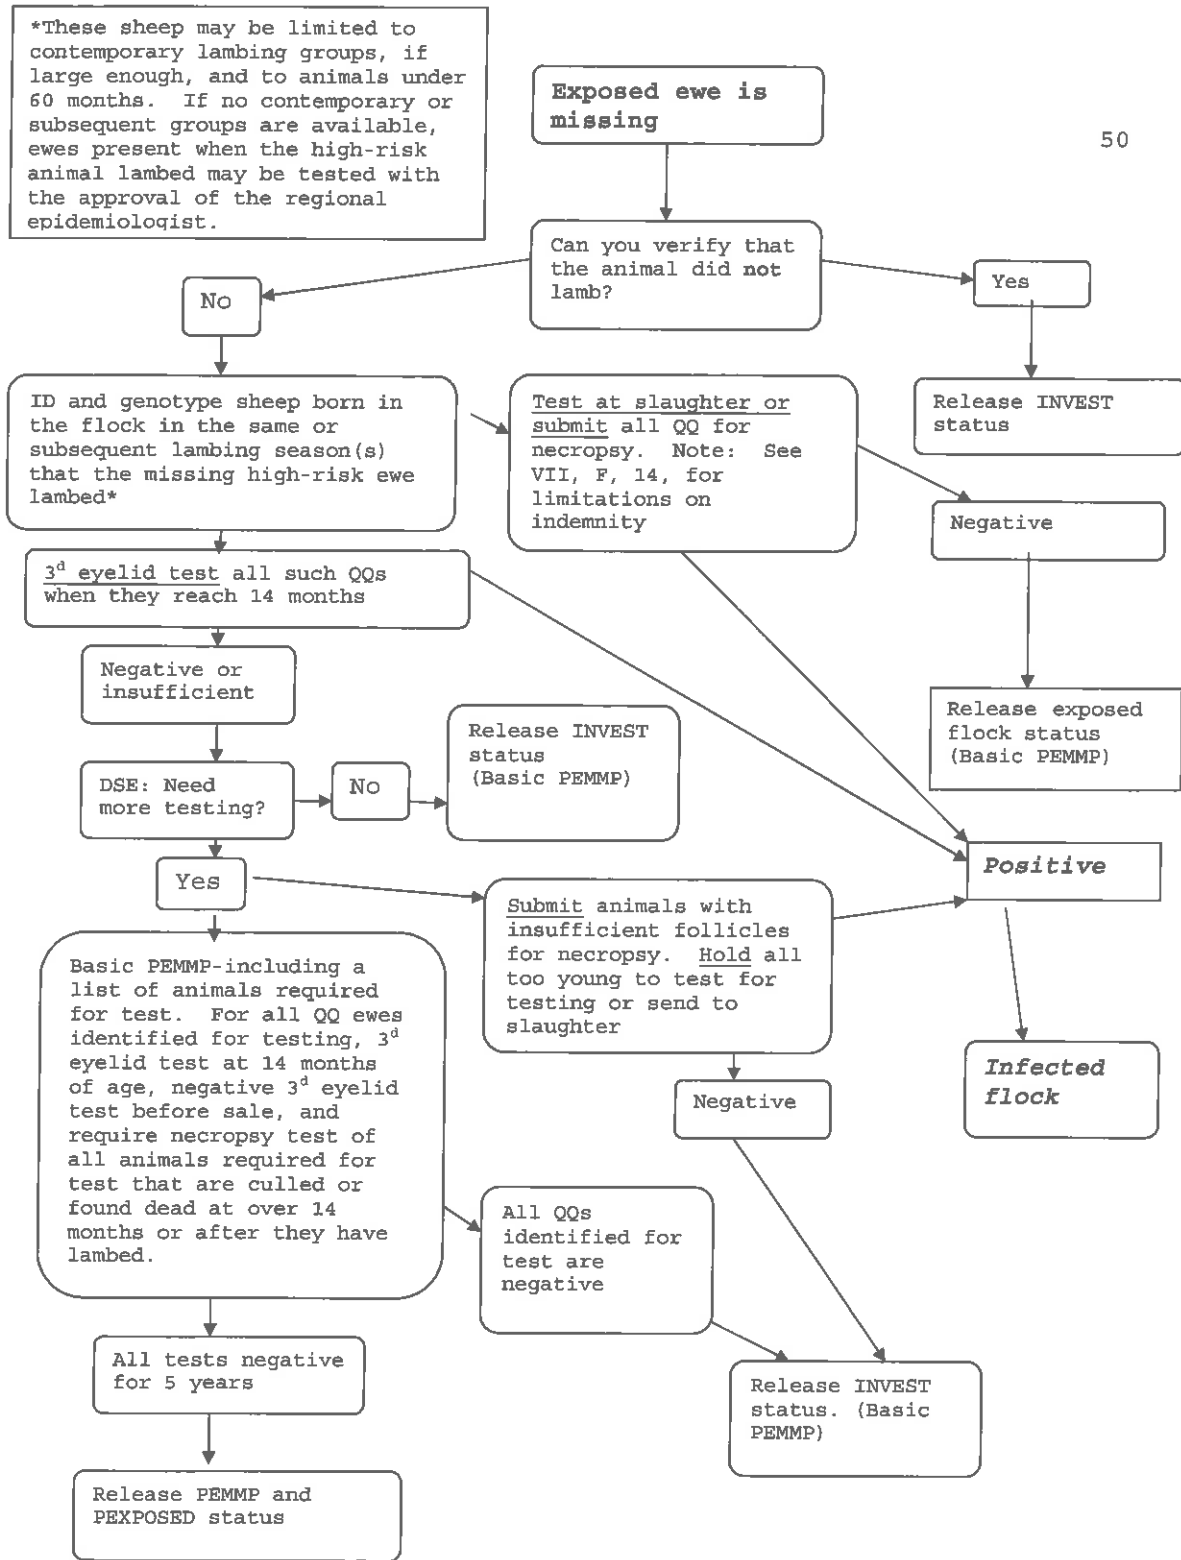 *These sheep may be limited to
contemporary lambing groups, if
large enough, and to animals under
60 months.  If no contemporary or
subsequent groups are available,
ewes present when the high-risk
animal lambed may be tested with
the approval of the regional
epidemiologist.
Exposed ewe is
missing
50
Can you verify that
the animal did not
lamb?
No
Yes
ID and genotype sheep born in
the flock in the same or
subsequent lambing season(s)
that the missing high-risk ewe
lambed*
Test at slaughter or
submit all QQ for
necropsy.  Note:  See
VII, F, 14, for
limitations on
indemnity
Release INVEST
status
Negative
3d eyelid test all such QQs
when they reach 14 months
Negative or
insufficient
Release exposed
flock status
(Basic PEMMP)
Release INVEST
status
(Basic PEMMP)
DSE: Need
more testing?
No
Positive
Yes
Submit animals with
insufficient follicles
for necropsy.  Hold all
too young to test for
testing or send to
slaughter
Basic PEMMP-including a
list of animals required
for test.  For all QQ ewes
identified for testing, 3d
eyelid test at 14 months
of age, negative 3d eyelid
test before sale, and
require necropsy test of
all animals required for
test that are culled or
found dead at over 14
months or after they have
lambed.
Infected
flock
Negative
All QQs
identified for
test are
negative
All tests negative
for 5 years
Release INVEST
status. (Basic
PEMMP)
Release PEMMP and
PEXPOSED status